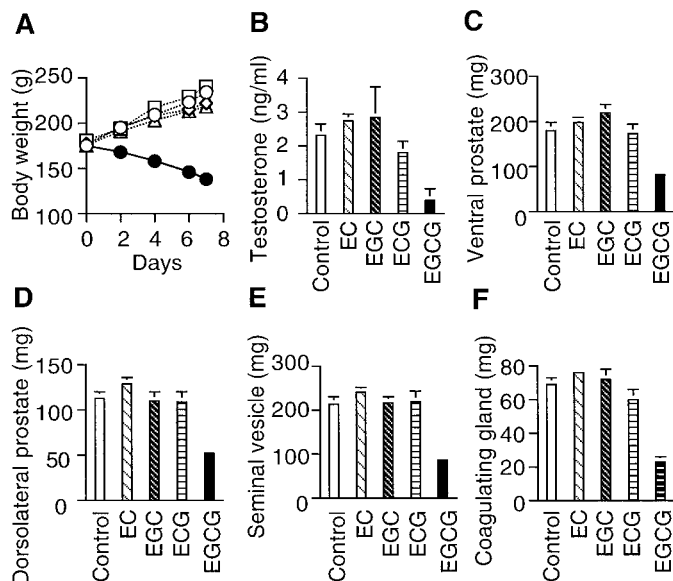 A
Body weight (g)
250
200
150
100
0 2 4 6 8
Days
B
Testosterone (ng/ml)
4
3
2
1
0
Control EC EGC ECG EGCG
C
Ventral prostate (mg)
300
200
100
0
Control EC EGC ECG EGCG
D
Dorsolateral prostate (mg)
150
100
50
0
Control EC EGC ECG EGCG
E
Seminal vesicle (mg)
300
200
100
0
Control EC EGC ECG EGCG
F
Coagulating gland (mg)
80
60
40
20
0
Control EC EGC ECG EGCG